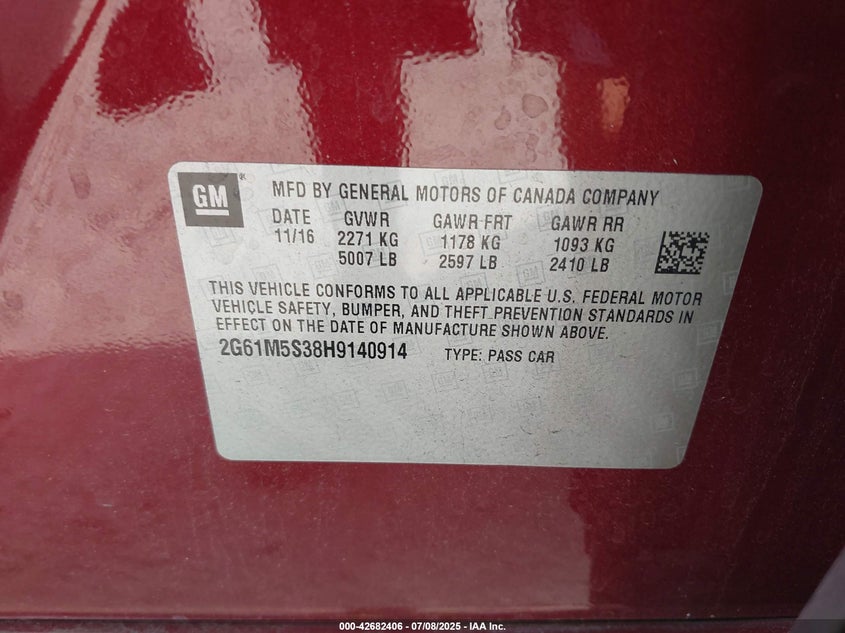 GM
MFD BY GENERAL MOTORS OF CANADA COMPANY
DATE GVWR GAWR FRT GAWR RR
11/16 2271 KG 1178 KG 1093 KG
5007 LB 2597 LB 2410 LB
THIS VEHICLE CONFORMS TO ALL APPLICABLE U.S. FEDERAL MOTOR
VEHICLE SAFETY, BUMPER, AND THEFT PREVENTION STANDARDS IN
EFFECT ON THE DATE OF MANUFACTURE SHOWN ABOVE.
2G61M5S38H9140914 TYPE: PASS CAR
000-42682406 - 07/08/2025 - IAA Inc.